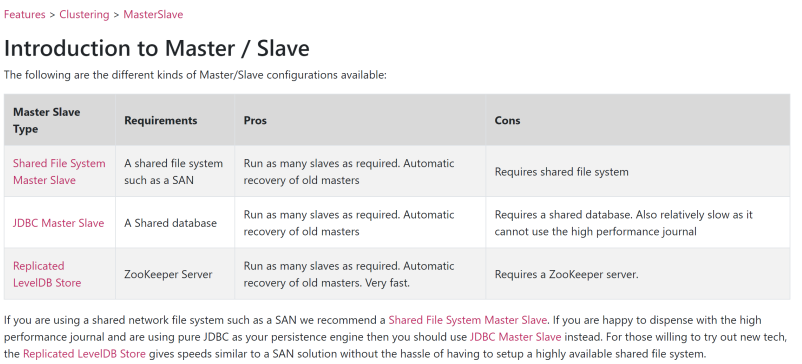 Features > Clustering > MasterSlave
Introduction to Master / Slave
The following are the different kinds of Master/Slave configurations available:
Master Slave
Type
Requirements
Pros
Cons
Shared File System
Master Slave
A shared file system
such as a SAN
Run as many slaves as required. Automatic
recovery of old masters
Requires shared file system
JDBC Master Slave
A Shared database
Run as many slaves as required. Automatic
recovery of old masters
Requires a shared database. Also relatively slow as it
cannot use the high performance journal
Replicated
LevelDB Store
ZooKeeper Server
Run as many slaves as required. Automatic
recovery of old masters. Very fast.
Requires a ZooKeeper server.
If you are using a shared network file system such as a SAN we recommend a Shared File System Master Slave. If you are happy to dispense with the high
performance journal and are using pure JDBC as your persistence engine then you should use JDBC Master Slave instead. For those willing to try out new tech,
the Replicated LevelDB Store gives speeds similar to a SAN solution without the hassle of having to setup a highly available shared file system.